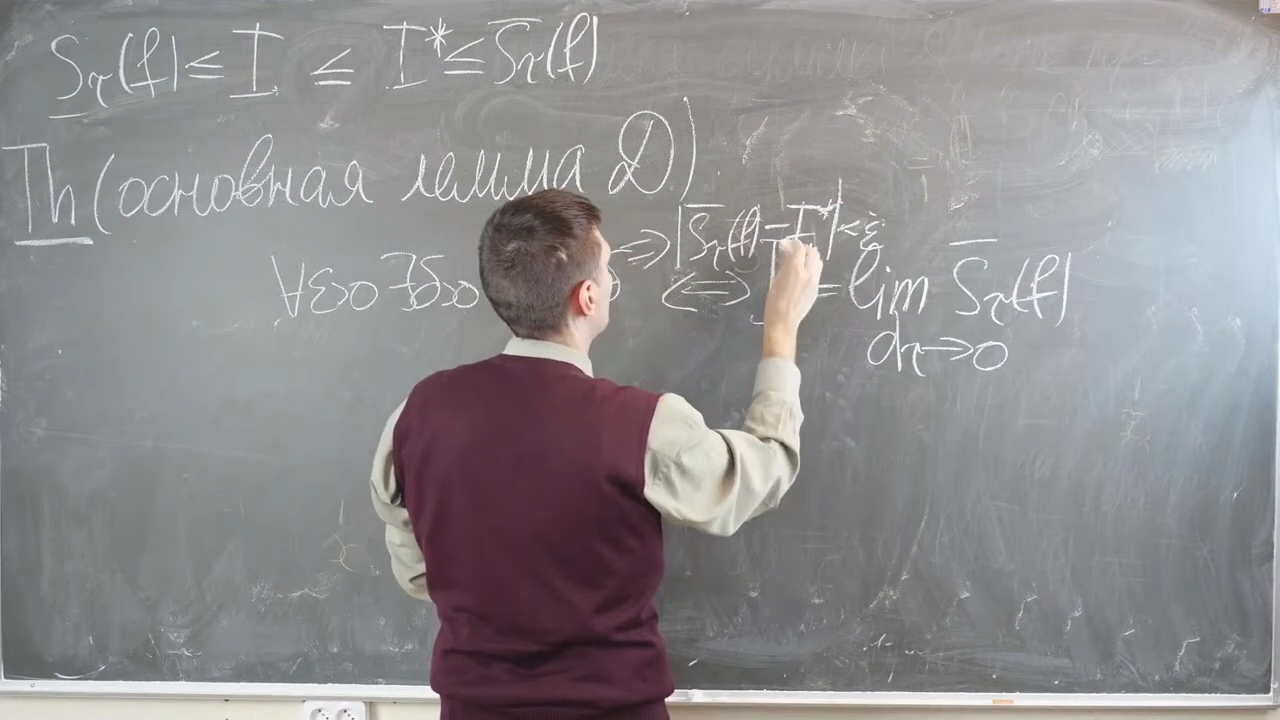 S_τ(f) ≤ I ≤ I* ≤ S̅_τ(f)
Th (основная лемма D)
⇒ |S̅_τ(f) - I*| < ε
∀ε>0 ∃δ>0 ⇔ = lim S̅_τ(f)
d_τ→0